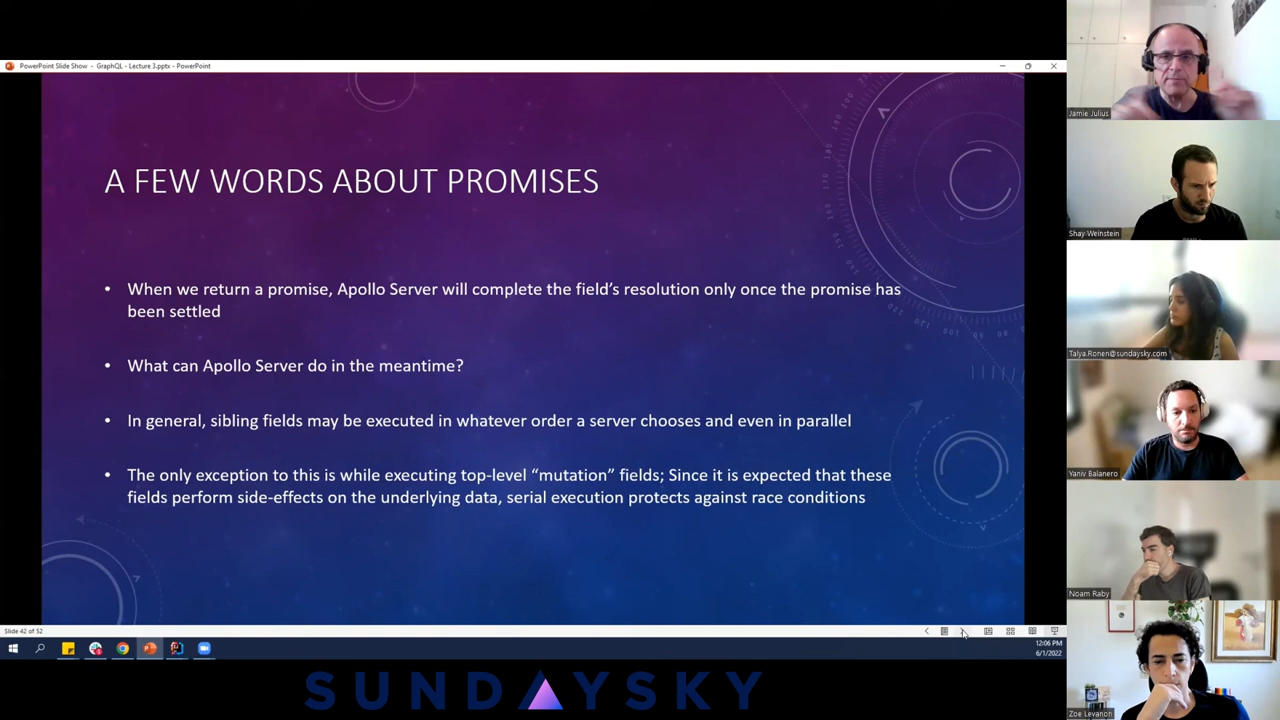 PowerPoint Slide Show - GraphQL - Lecture 3.pptx - PowerPoint
A FEW WORDS ABOUT PROMISES
• When we return a promise, Apollo Server will complete the field's resolution only once the promise has
been settled
• What can Apollo Server do in the meantime?
• In general, sibling fields may be executed in whatever order a server chooses and even in parallel
• The only exception to this is while executing top-level “mutation” fields; Since it is expected that these
fields perform side-effects on the underlying data, serial execution protects against race conditions
Slide 42 of 52
12:06 PM
6/1/2022
SUNDAYSKY
Jamie Julius
Shay Weinstein
Talya.Ronen@sundaysky.com
Yaniv Balanero
Noam Raby
Zoe Levanon